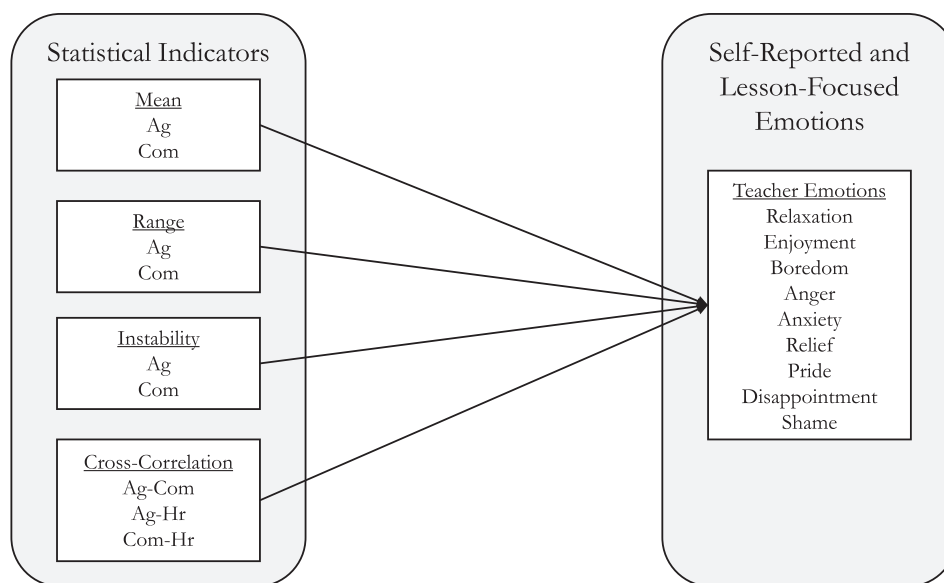 Statistical Indicators
Mean
Ag
Com
Range
Ag
Com
Instability
Ag
Com
Cross-Correlation
Ag-Com
Ag-Hr
Com-Hr
Self-Reported and
Lesson-Focused
Emotions
Teacher Emotions
Relaxation
Enjoyment
Boredom
Anger
Anxiety
Relief
Pride
Disappointment
Shame